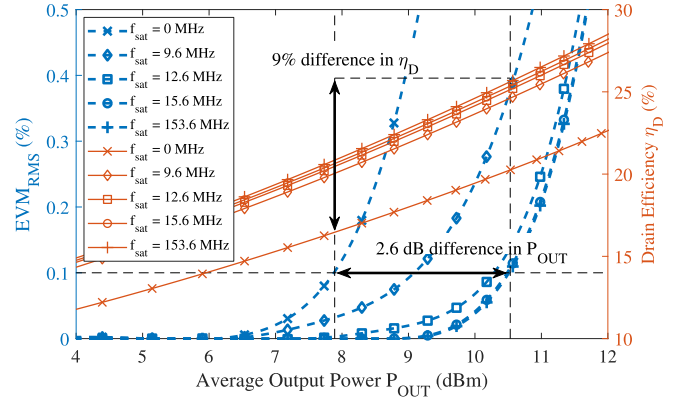 0.5
0.4
0.3
0.2
0.1
0
EVM_RMS (%)
f_sat = 0 MHz
f_sat = 9.6 MHz
f_sat = 12.6 MHz
f_sat = 15.6 MHz
f_sat = 153.6 MHz
f_sat = 0 MHz
f_sat = 9.6 MHz
f_sat = 12.6 MHz
f_sat = 15.6 MHz
f_sat = 153.6 MHz
9% difference in η_D
2.6 dB difference in P_OUT
30
25
20
15
10
Drain Efficiency η_D (%)
4 5 6 7 8 9 10 11 12
Average Output Power P_OUT (dBm)